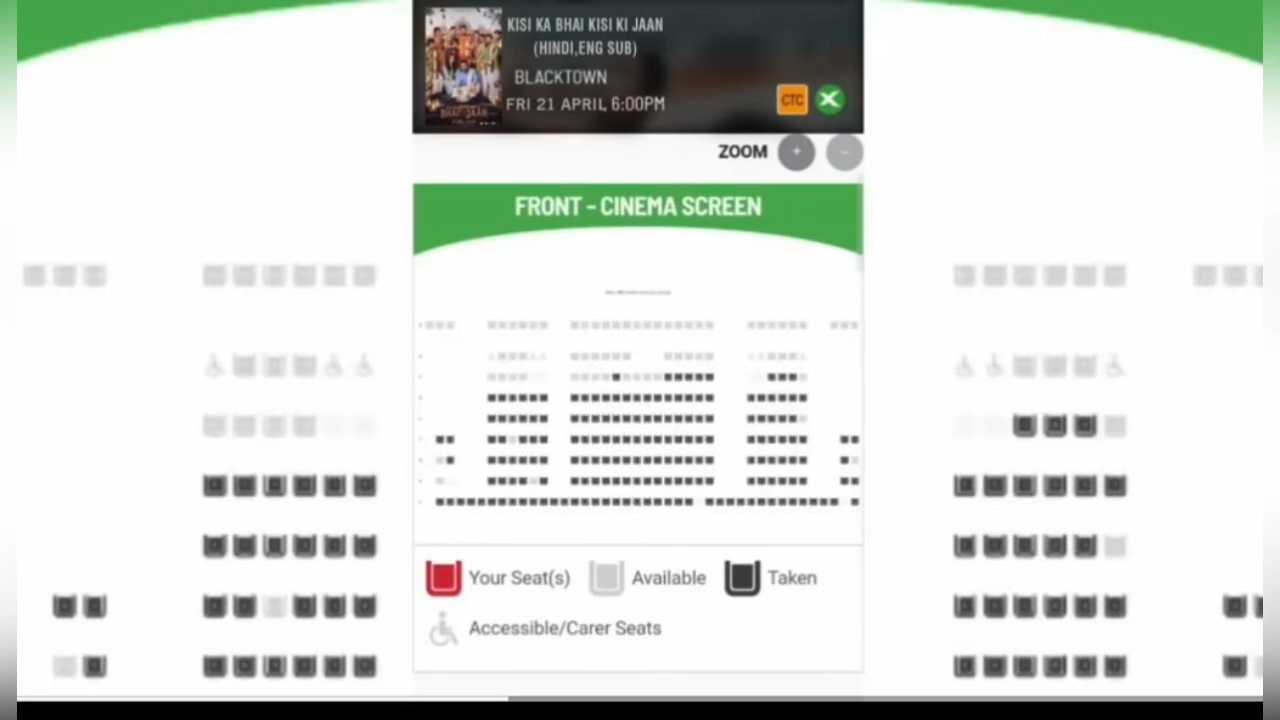 KISI KA BHAI KISI KI JAAN
(HINDI,ENG SUB)
BLACKTOWN
FRI 21 APRIL, 6:00PM
CTC
ZOOM + -
FRONT - CINEMA SCREEN
Your Seat(s) Available Taken
Accessible/Carer Seats